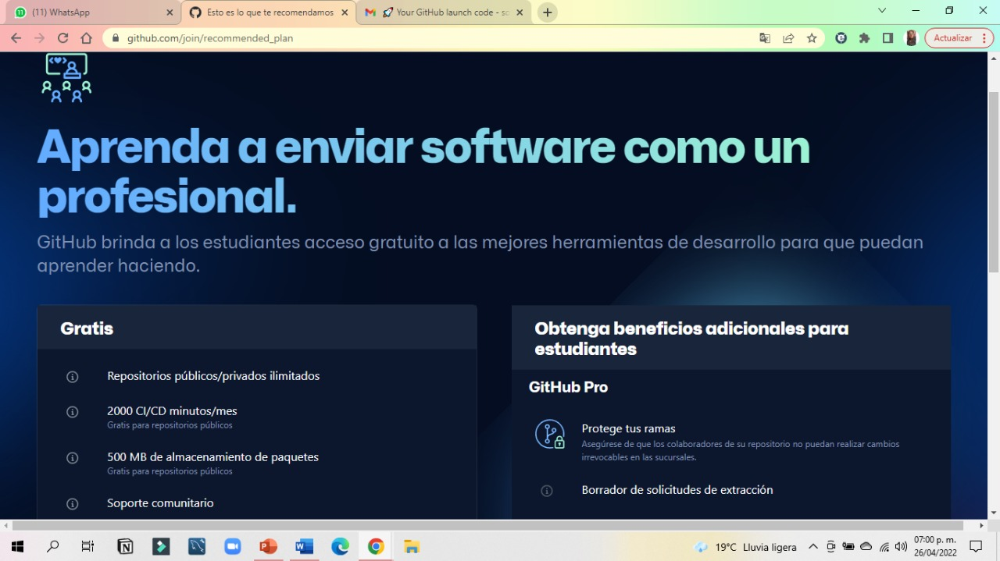 (11) WhatsApp
Esto es lo que te recomendamos
Your GitHub launch code - sc
github.com/join/recommended_plan
Actualizar
Aprenda a enviar software como un
profesional.
GitHub brinda a los estudiantes acceso gratuito a las mejores herramientas de desarrollo para que puedan
aprender haciendo.
Gratis
Repositorios públicos/privados ilimitados
2000 CI/CD minutos/mes
Gratis para repositorios públicos
500 MB de almacenamiento de paquetes
Gratis para repositorios públicos
Soporte comunitario
Obtenga beneficios adicionales para
estudiantes
GitHub Pro
Protege tus ramas
Asegúrese de que los colaboradores de su repositorio no puedan realizar cambios
irrevocables en las sucursales.
Borrador de solicitudes de extracción
19°C Lluvia ligera
07:00 p. m.
26/04/2022